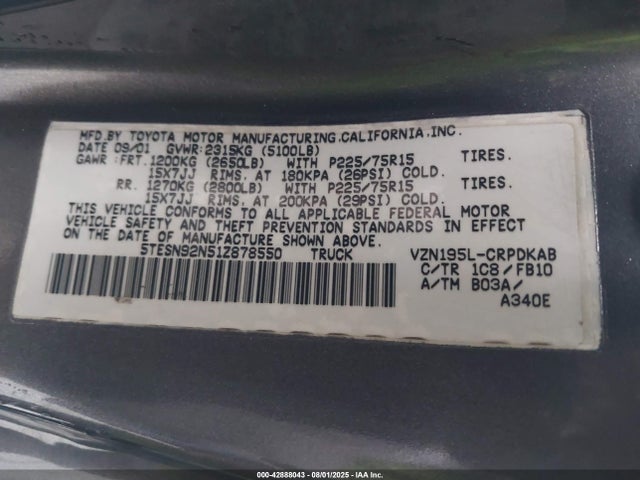 MFD.BY TOYOTA MOTOR MANUFACTURING.CALIFORNIA.INC.
DATE 09/01 GVWR:2315KG (5100LB)
GAWR : FRT. 1200KG (2650LB) WITH P225/75R15 TIRES.
15X7JJ RIMS. AT 180KPA (26PSI) COLD.
RR. 1270KG (2800LB) WITH P225/75R15 TIRES.
15X7JJ RIMS. AT 200KPA (29PSI) COLD.
THIS VEHICLE CONFORMS TO ALL APPLICABLE FEDERAL MOTOR
VEHICLE SAFETY AND THEFT PREVENTION STANDARDS IN EFFECT
ON THE DATE OF MANUFACTURE SHOWN ABOVE.
5TESN92N51Z878550 TRUCK VZN195L-CRPDKAB
C/TR 1C8/FB10
A/TM B03A/
A340E
000-42888043 - 08/01/2025 - © IAA Inc.